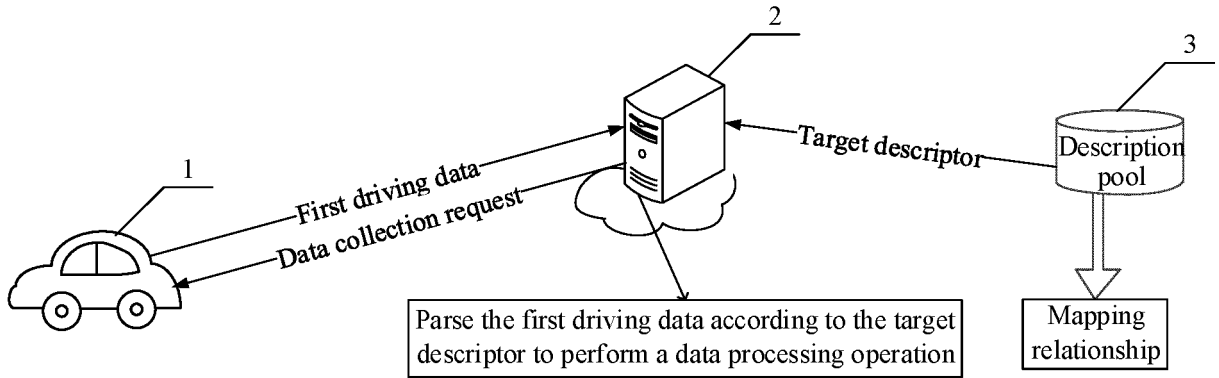 2
3
1
First driving data
Data collection request
Target descriptor
Description
pool
Parse the first driving data according to the target
descriptor to perform a data processing operation
Mapping
relationship